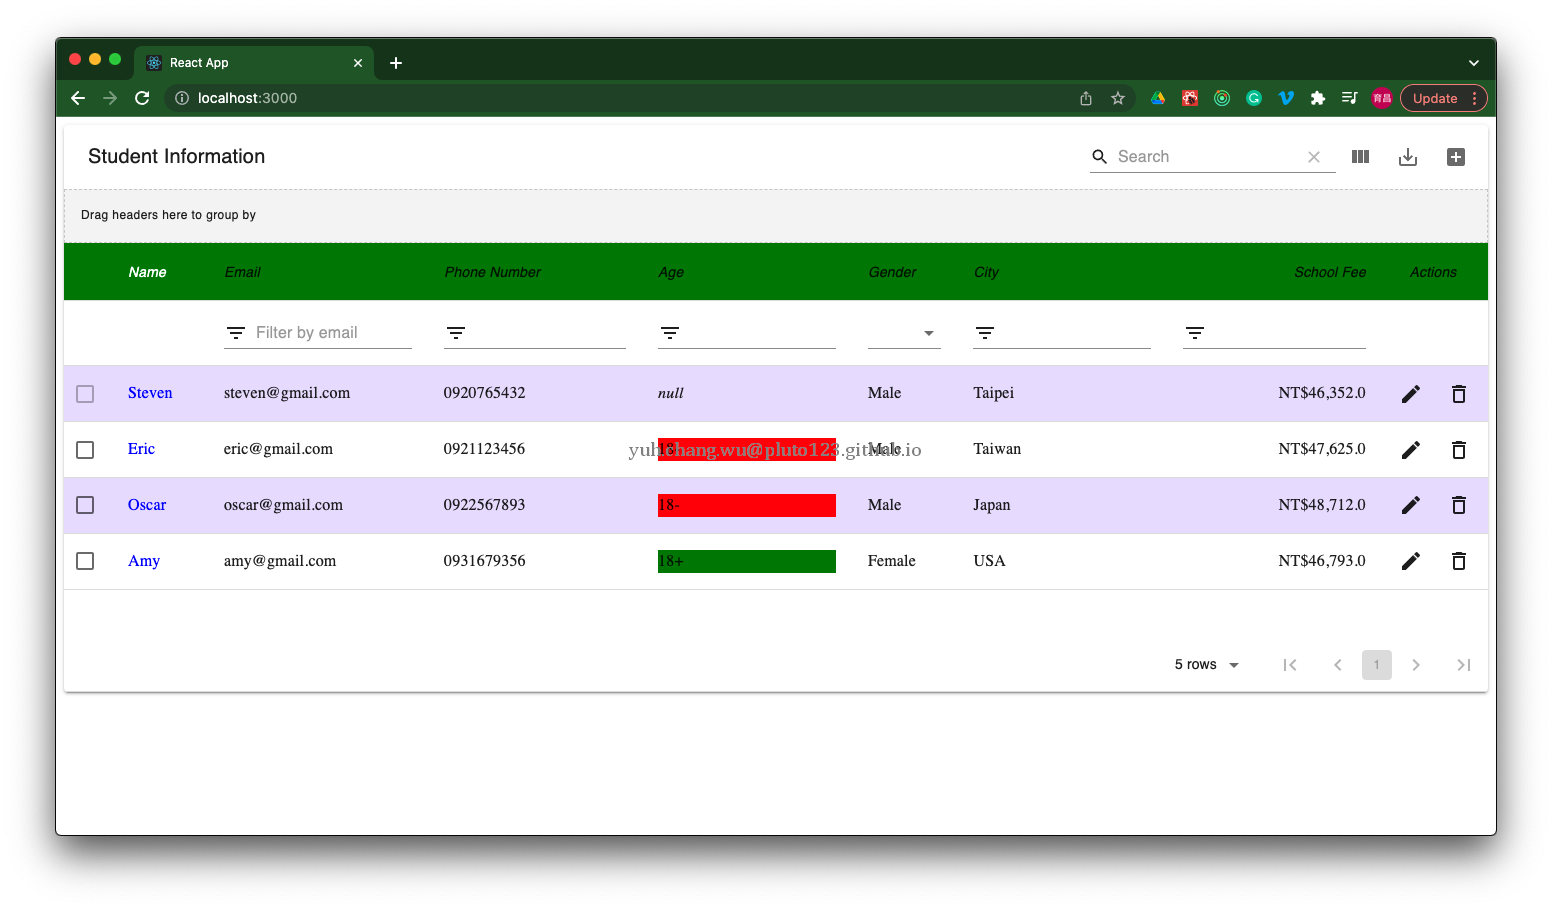 React App
localhost:3000
育昌
Update
Student Information
Search
Drag headers here to group by
Name Email Phone Number Age Gender City School Fee Actions
Filter by email
Steven steven@gmail.com 0920765432 null Male Taipei NT$46,352.0
Eric eric@gmail.com 0921123456 Male Taiwan NT$47,625.0
yuhchang.wu@pluto123.github.io
Oscar oscar@gmail.com 0922567893 18- Male Japan NT$48,712.0
Amy amy@gmail.com 0931679356 18+ Female USA NT$46,793.0
5 rows 1